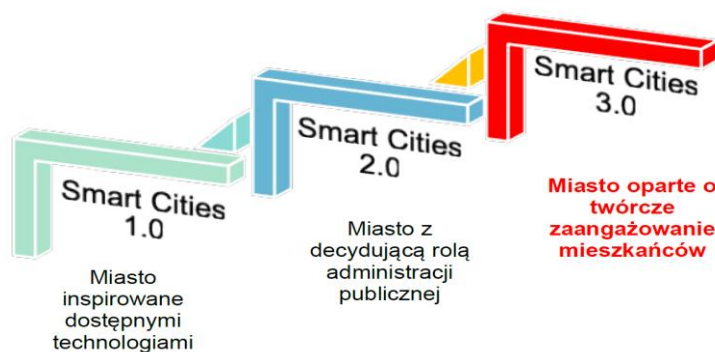 Smart Cities
1.0
Miasto
inspirowane
dostępnymi
technologiami
Smart Cities
2.0
Miasto z
decydującą rolą
administracji
publicznej
Smart Cities
3.0
Miasto oparte o
twórcze
zaangażowanie
mieszkańców